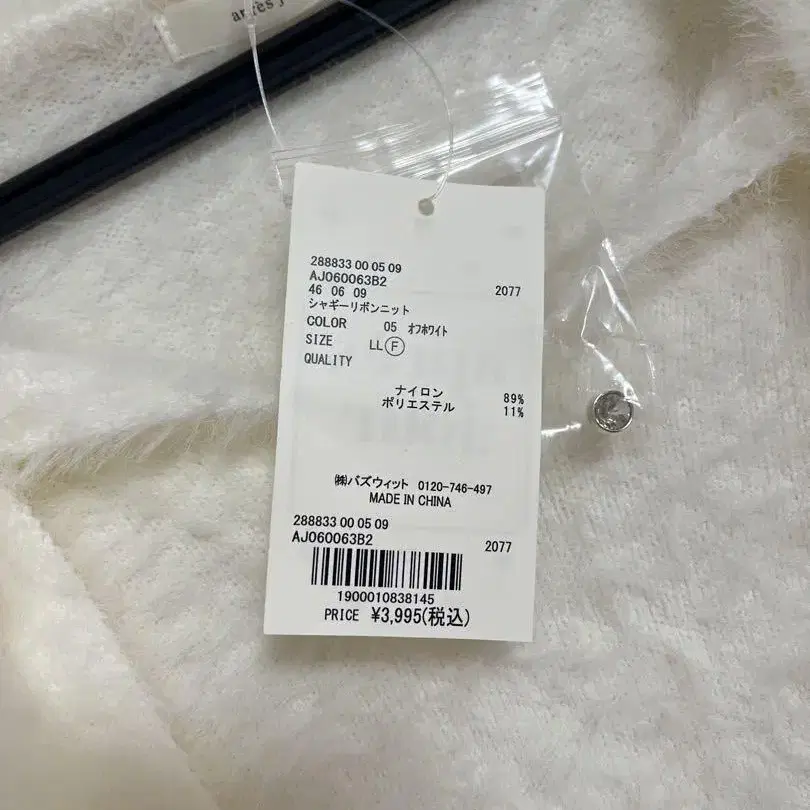 288833 00 05 09
AJ060063B2
46 06 09 2077
シャギーリボンニット
COLOR 05 オフホワイト
SIZE LL Ⓕ
QUALITY
ナイロン 89%
ポリエステル 11%
㈱バズウィット 0120-746-497
MADE IN CHINA
288833 00 05 09
AJ060063B2 2077
1900010838145
PRICE ¥3,995(税込)